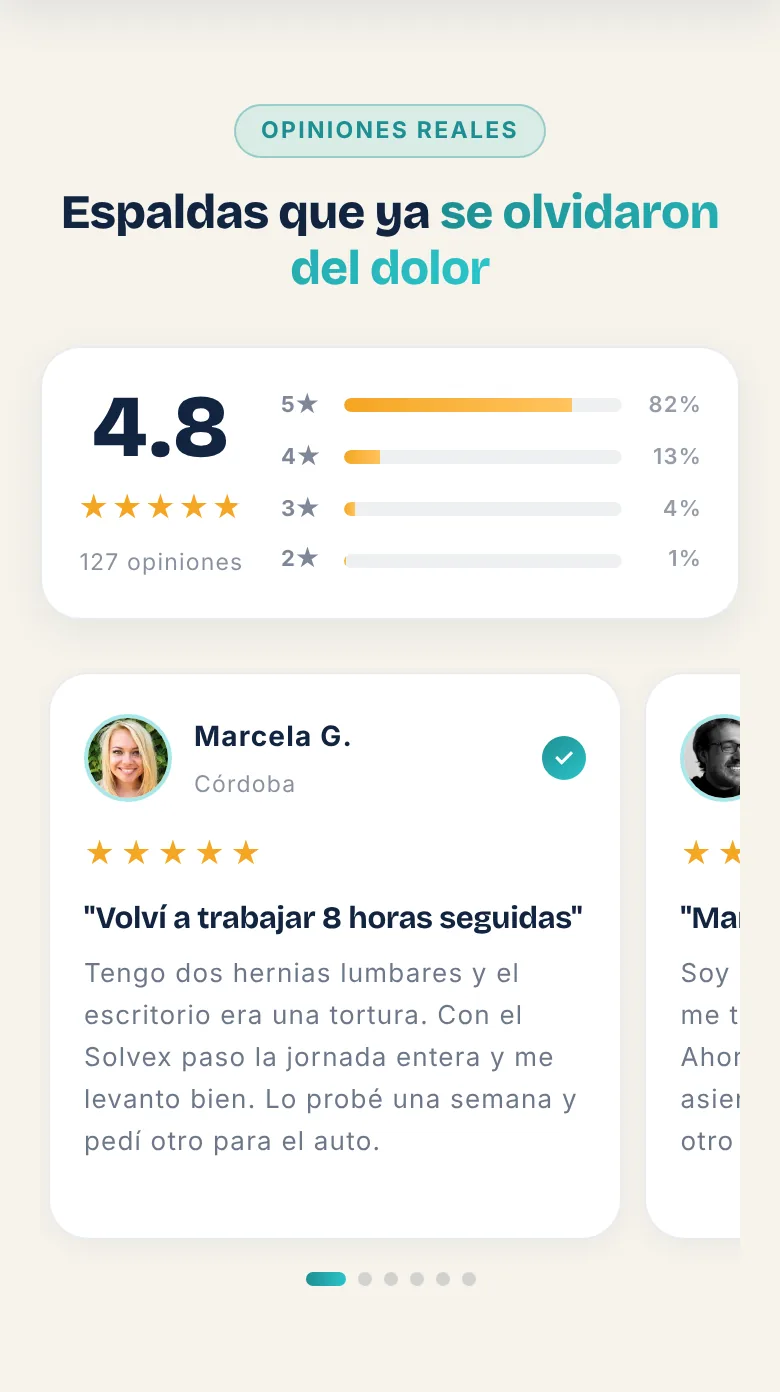 OPINIONES REALES
Espaldas que ya se olvidaron
del dolor
4.8
★★★★★
127 opiniones
5★ 82%
4★ 13%
3★ 4%
2★ 1%
Marcela G.
Córdoba
★★★★★
"Volví a trabajar 8 horas seguidas"
Tengo dos hernias lumbares y el
escritorio era una tortura. Con el
Solvex paso la jornada entera y me
levanto bien. Lo probé una semana y
pedí otro para el auto.
★★
Soy
me
otro